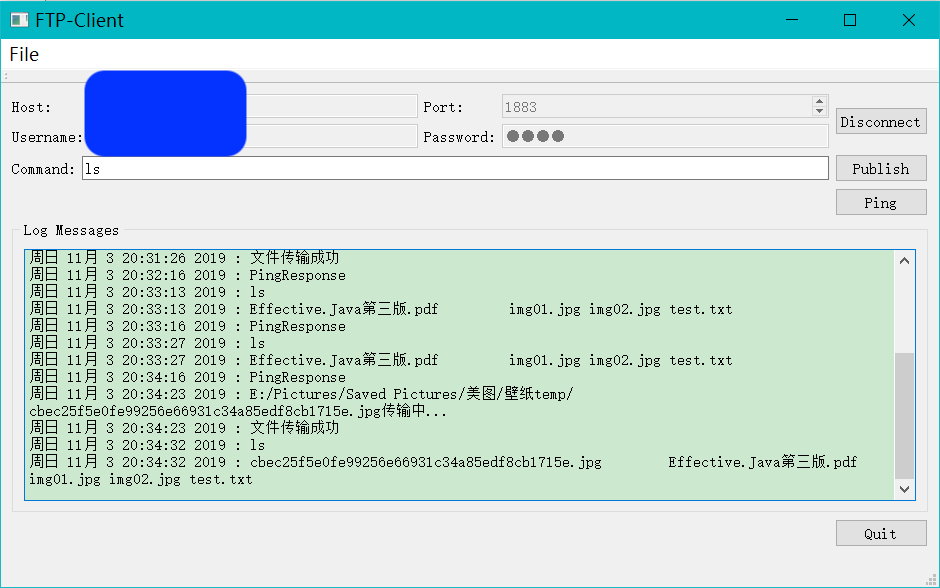 FTP-Client
File
Host:
Port: 1883
Username:
Password: ●●●●
Disconnect
Command: ls
Publish
Ping
Log Messages
周日 11月 3 20:31:26 2019 : 文件传输成功
周日 11月 3 20:32:16 2019 : PingResponse
周日 11月 3 20:33:13 2019 : ls
周日 11月 3 20:33:13 2019 : Effective.Java第三版.pdf img01.jpg img02.jpg test.txt
周日 11月 3 20:33:16 2019 : PingResponse
周日 11月 3 20:33:27 2019 : ls
周日 11月 3 20:33:27 2019 : Effective.Java第三版.pdf img01.jpg img02.jpg test.txt
周日 11月 3 20:34:16 2019 : PingResponse
周日 11月 3 20:34:23 2019 : E:/Pictures/Saved Pictures/美图/壁纸temp/
cbec25f5e0fe99256e66931c34a85edf8cb1715e.jpg传输中...
周日 11月 3 20:34:23 2019 : 文件传输成功
周日 11月 3 20:34:32 2019 : ls
周日 11月 3 20:34:32 2019 : cbec25f5e0fe99256e66931c34a85edf8cb1715e.jpg Effective.Java第三版.pdf
img01.jpg img02.jpg test.txt
Quit